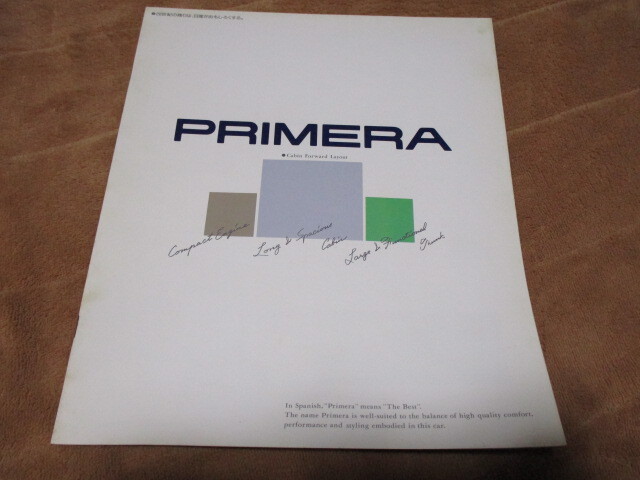 PRIMERA
●Cabin Forward Layout
Compact Engine
Long & Spacious
Cabin
Large & Functional
Trunk
In Spanish, "Primera" means "The Best".
The name Primera is well-suited to the balance of high quality comfort,
performance and styling embodied in this car.